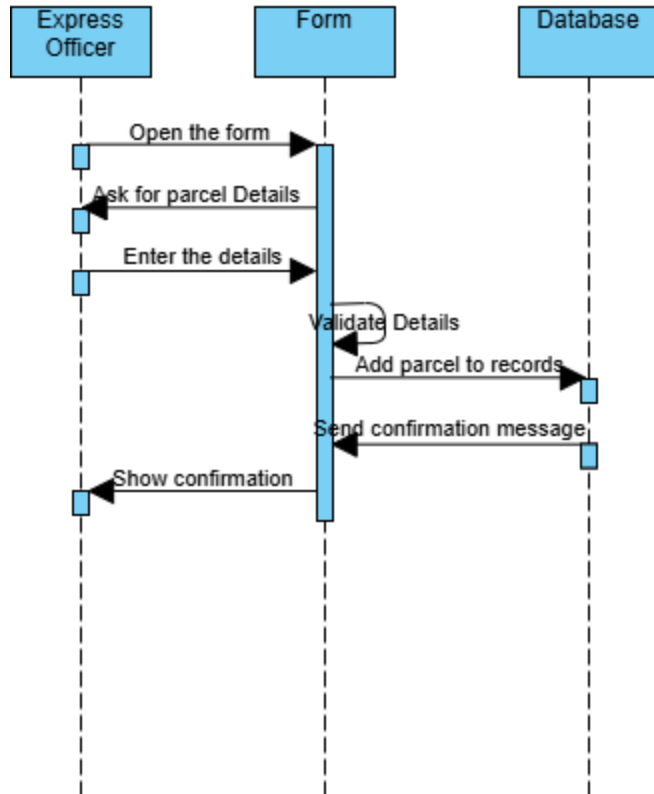 Express
Officer
Form
Database
Open the form
Ask for parcel Details
Enter the details
Validate Details
Add parcel to records
Send confirmation message
Show confirmation